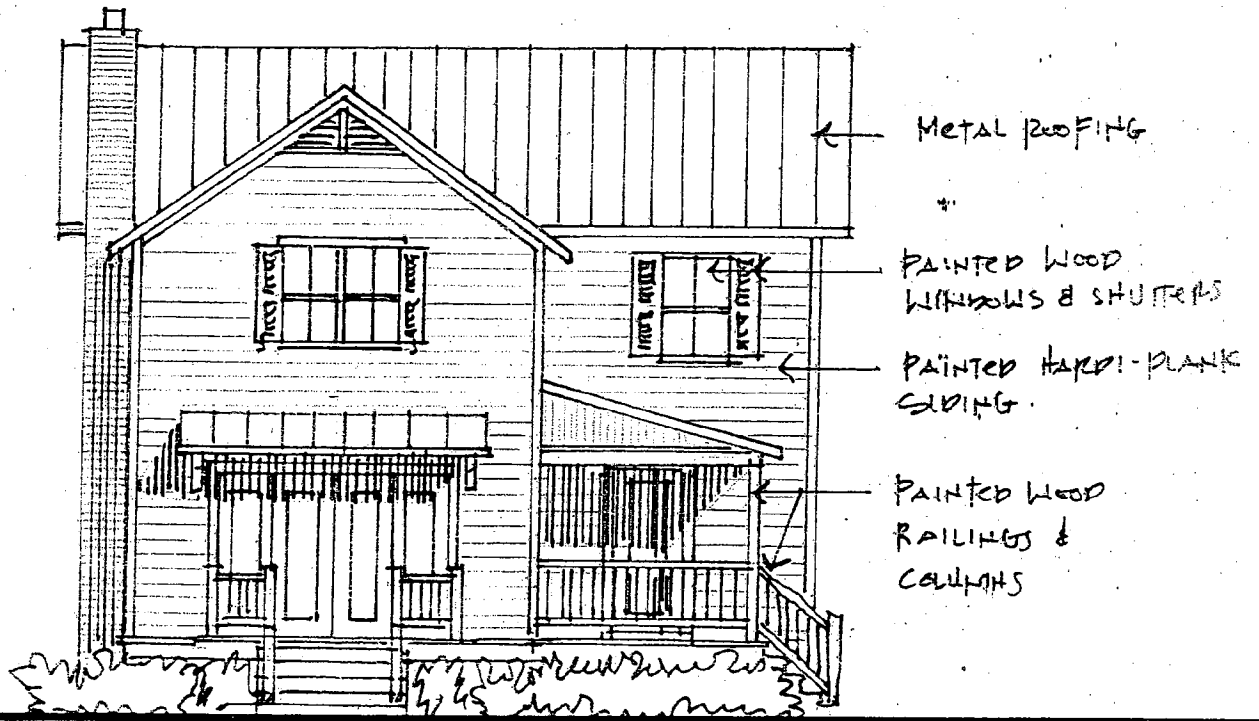 METAL ROOFING
PAINTED WOOD
WINDOWS & SHUTTERS
PAINTED HARDI-PLANK
SIDING.
PAINTED WOOD
RAILINGS &
COLUMNS